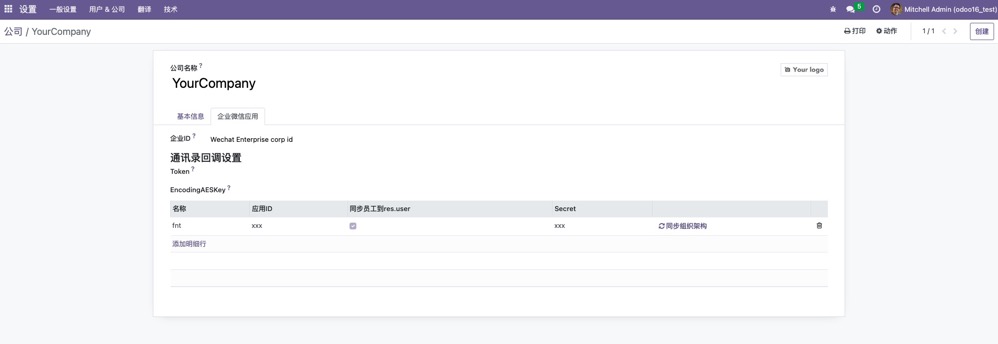 设置 一般设置 用户 & 公司 翻译 技术 5 Mitchell Admin (odoo16_test)
公司 / YourCompany 打印 动作 1 / 1 创建
公司名称 ?
Your logo
YourCompany
基本信息 企业微信应用
企业ID ? Wechat Enterprise corp id
通讯录回调设置
Token ?
EncodingAESKey ?
名称 应用ID 同步员工到res.user Secret
fnt xxx xxx 同步组织架构
添加明细行